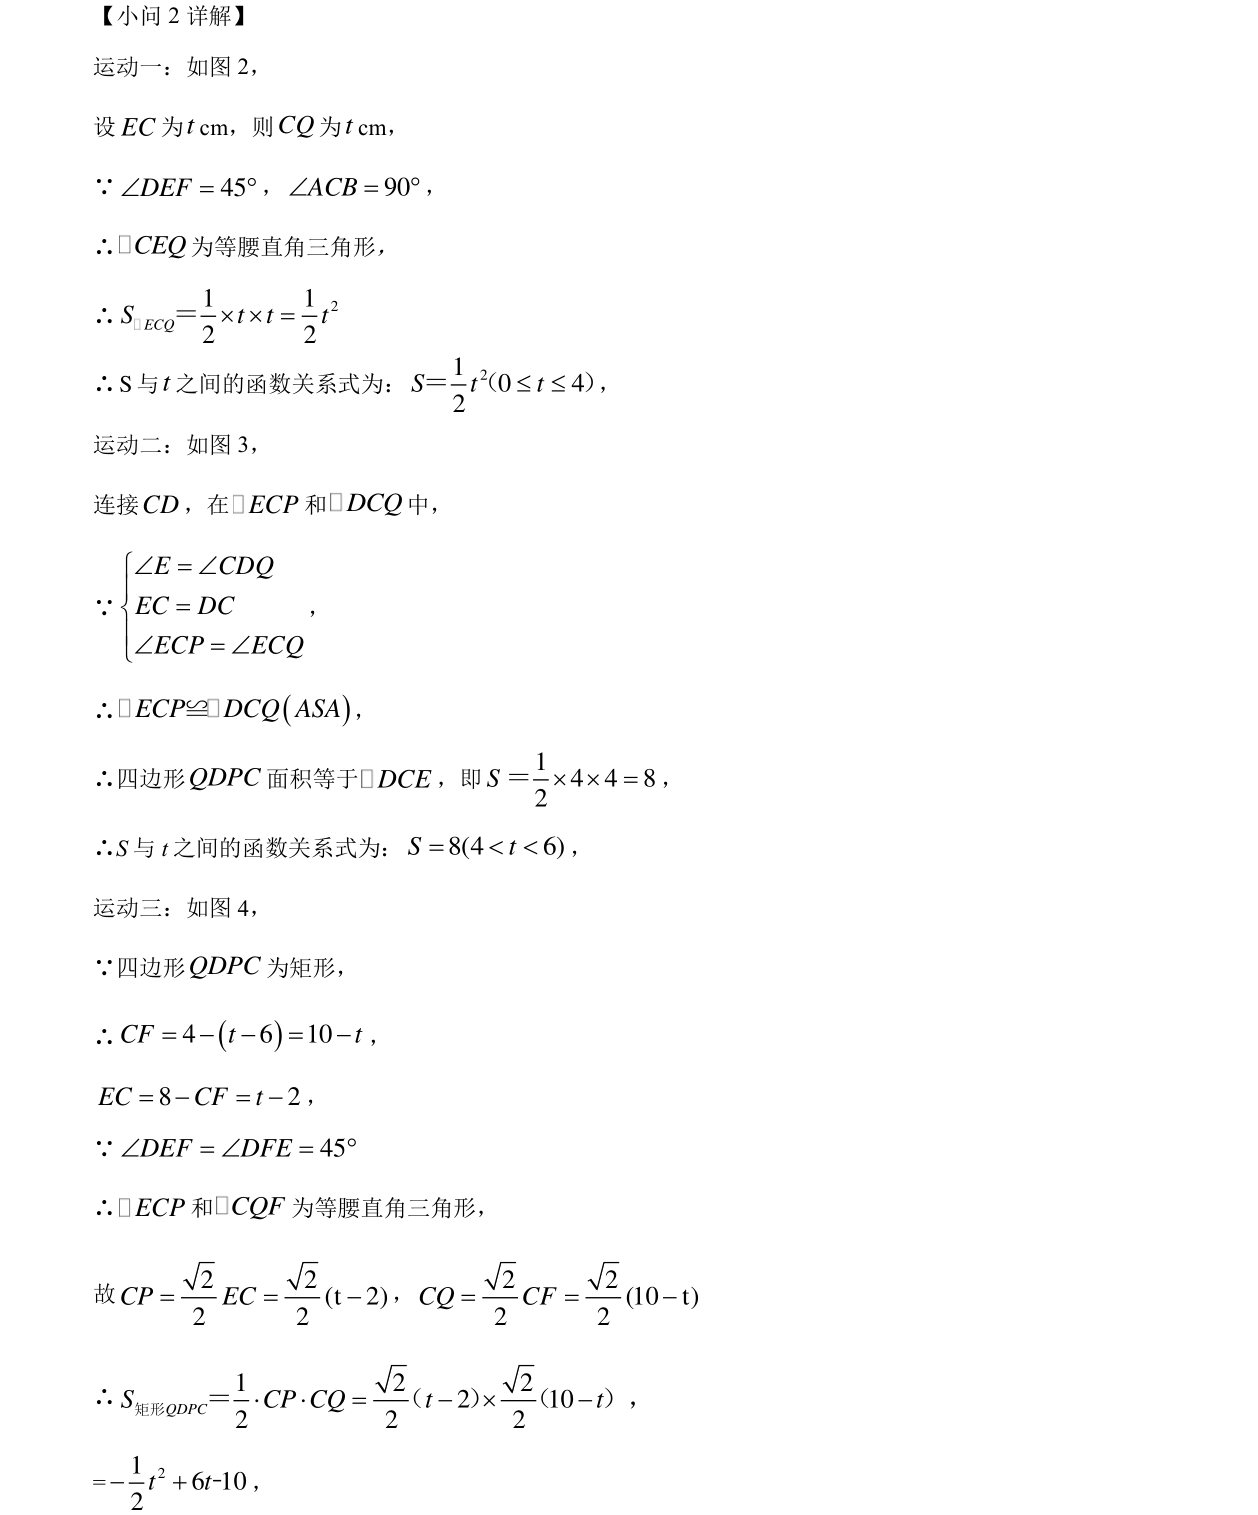 【小问 2 详解】
运动一：如图 2，
设 EC 为 t cm，则 CQ 为 t cm，
∵ ∠DEF = 45°，∠ACB = 90°，
∴□CEQ 为等腰直角三角形，
∴ S□ECQ = 1/2 × t × t = 1/2 t²
∴ S 与 t 之间的函数关系式为：S = 1/2 t²(0 ≤ t ≤ 4)，
运动二：如图 3，
连接 CD，在□ECP 和□DCQ 中，
∵ { ∠E = ∠CDQ
EC = DC ，
∠ECP = ∠ECQ
∴□ECP≌□DCQ(ASA)，
∴四边形 QDPC 面积等于□DCE，即 S = 1/2 × 4 × 4 = 8，
∴S 与 t 之间的函数关系式为：S = 8(4 < t < 6)，
运动三：如图 4，
∵四边形 QDPC 为矩形，
∴ CF = 4 − (t − 6) = 10 − t，
EC = 8 − CF = t − 2，
∵ ∠DEF = ∠DFE = 45°
∴□ECP 和□CQF 为等腰直角三角形，
故 CP = √2/2 EC = √2/2 (t − 2)，CQ = √2/2 CF = √2/2 (10 − t)
∴ S矩形QDPC = 1/2 · CP · CQ = √2/2 (t − 2) × √2/2 (10 − t)，
= − 1/2 t² + 6t-10，